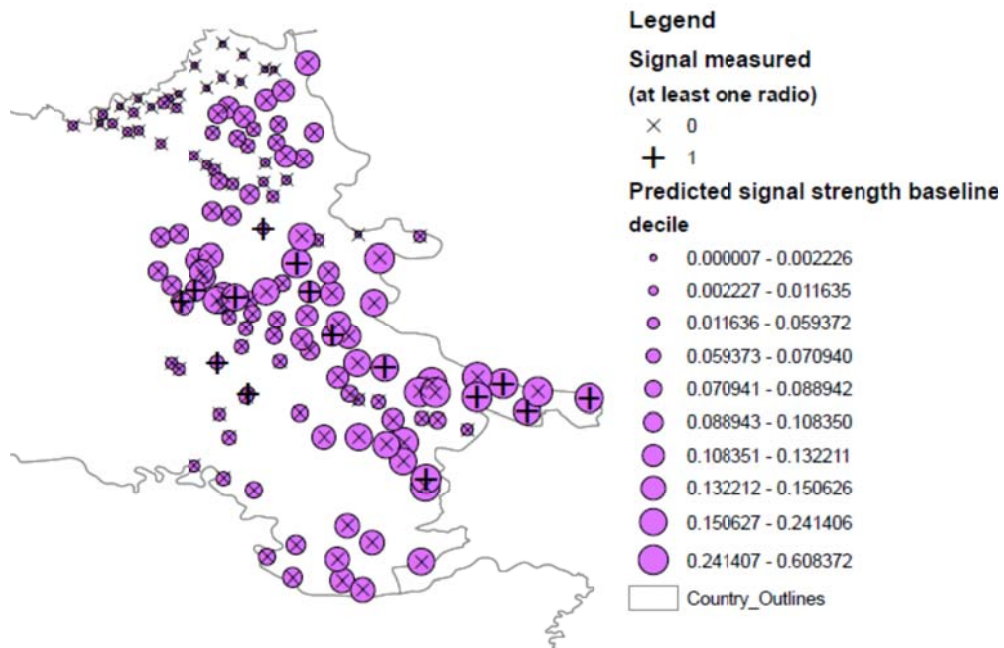 Legend
Signal measured
(at least one radio)
0
1
Predicted signal strength baseline
decile
0.000007 - 0.002226
0.002227 - 0.011635
0.011636 - 0.059372
0.059373 - 0.070940
0.070941 - 0.088942
0.088943 - 0.108350
0.108351 - 0.132211
0.132212 - 0.150626
0.150627 - 0.241406
0.241407 - 0.608372
Country_Outlines